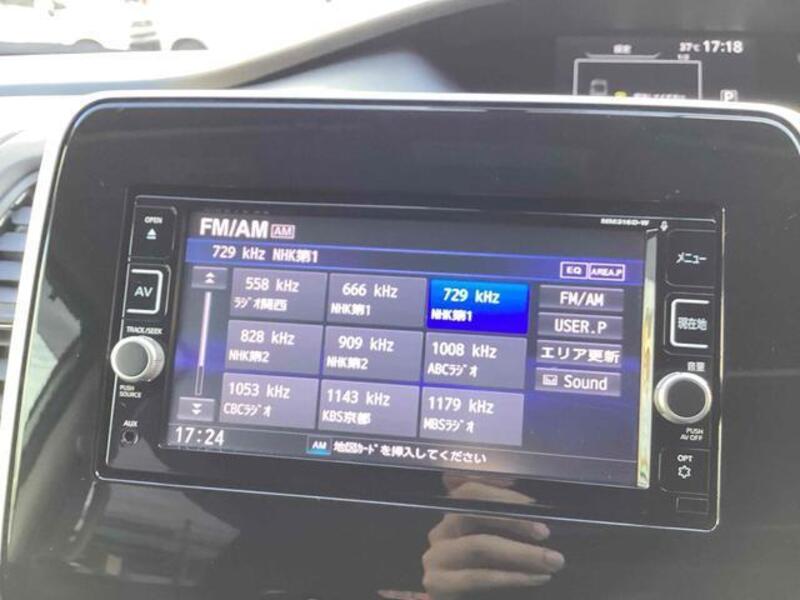 37℃ 17:18
P
MM316D-W
OPEN
AV
TRACK/SEEK
PUSH
SOURCE
AUX
FM/AM AM
729 kHz NHK第1
EQ AREA.P
558 kHz
ラジオ関西
666 kHz
NHK第1
729 kHz
NHK第1
828 kHz
NHK第2
909 kHz
NHK第2
1008 kHz
ABCラジオ
1053 kHz
CBCラジオ
1143 kHz
KBS京都
1179 kHz
MBSラジオ
FM/AM
USER.P
エリア更新
Sound
17:24
AM 地図カードを挿入してください
メニュー
現在地
音量
PUSH
AV OFF
OPT